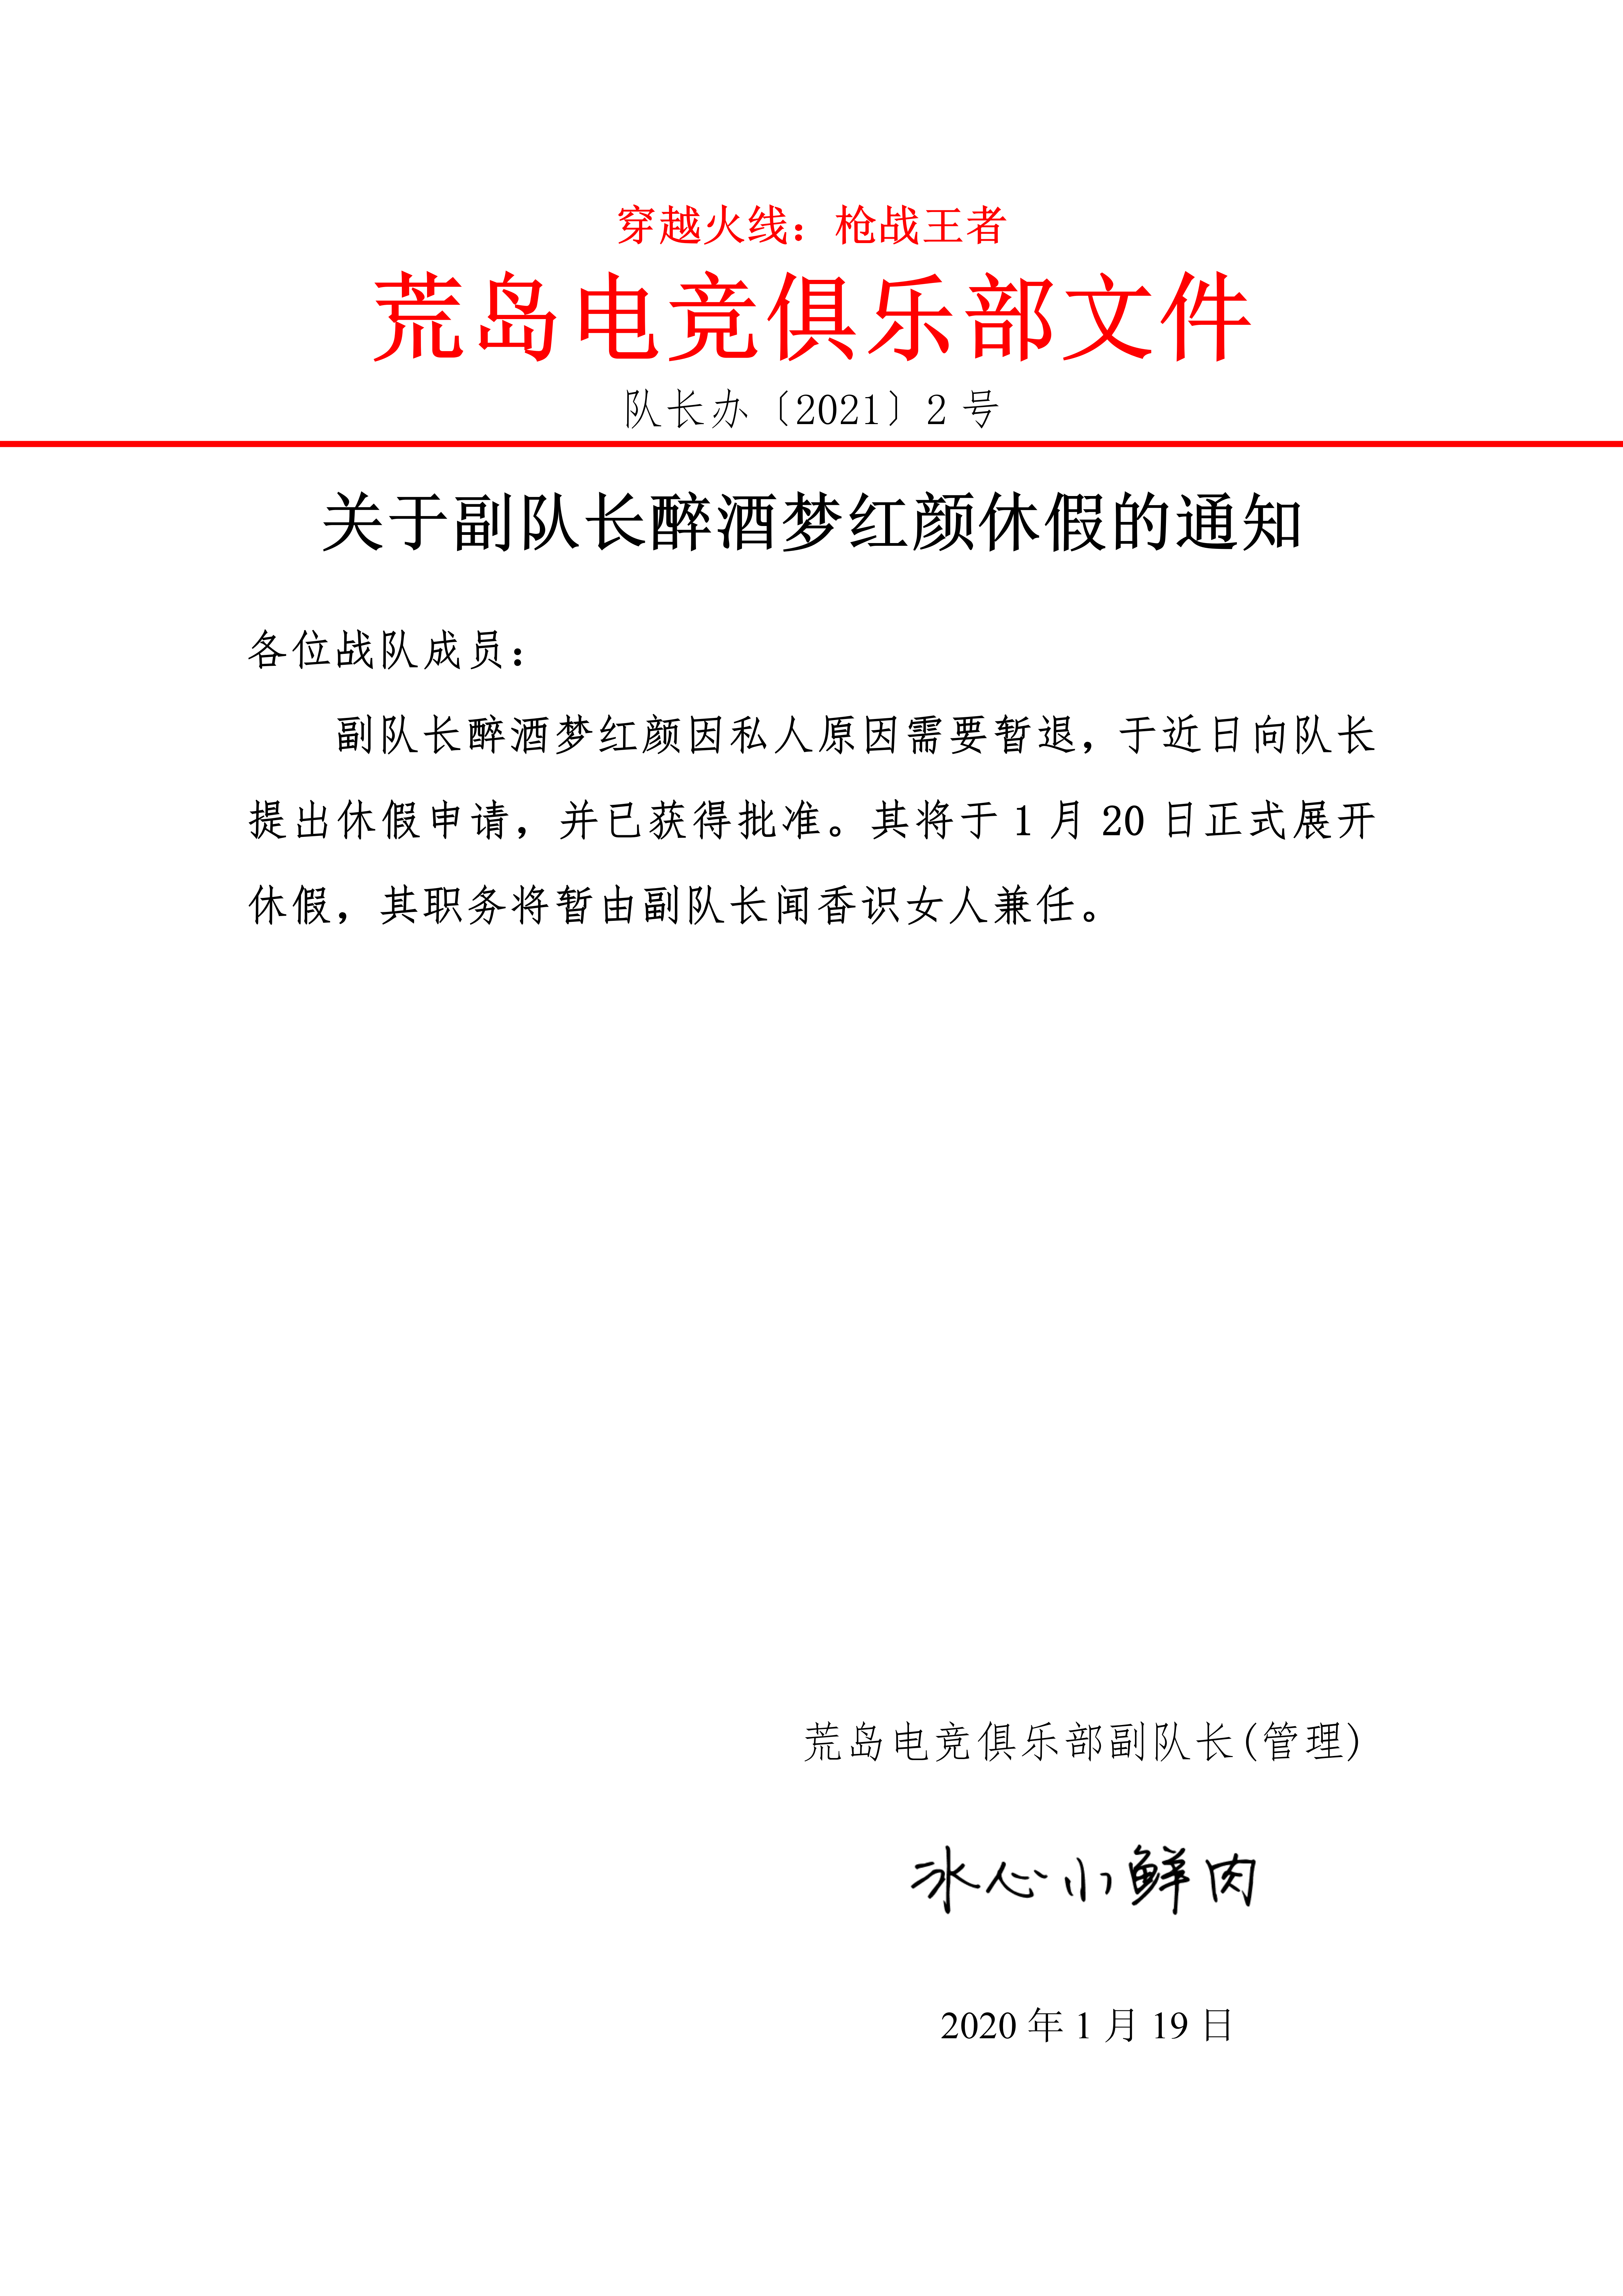 穿越火线：枪战王者
荒岛电竞俱乐部文件
队长办〔2021〕2 号
关于副队长醉酒梦红颜休假的通知
各位战队成员：
副队长醉酒梦红颜因私人原因需要暂退，于近日向队长
提出休假申请，并已获得批准。其将于 1 月 20 日正式展开
休假，其职务将暂由副队长闻香识女人兼任。
荒岛电竞俱乐部副队长(管理)
冰心小鲜肉
2020 年 1 月 19 日